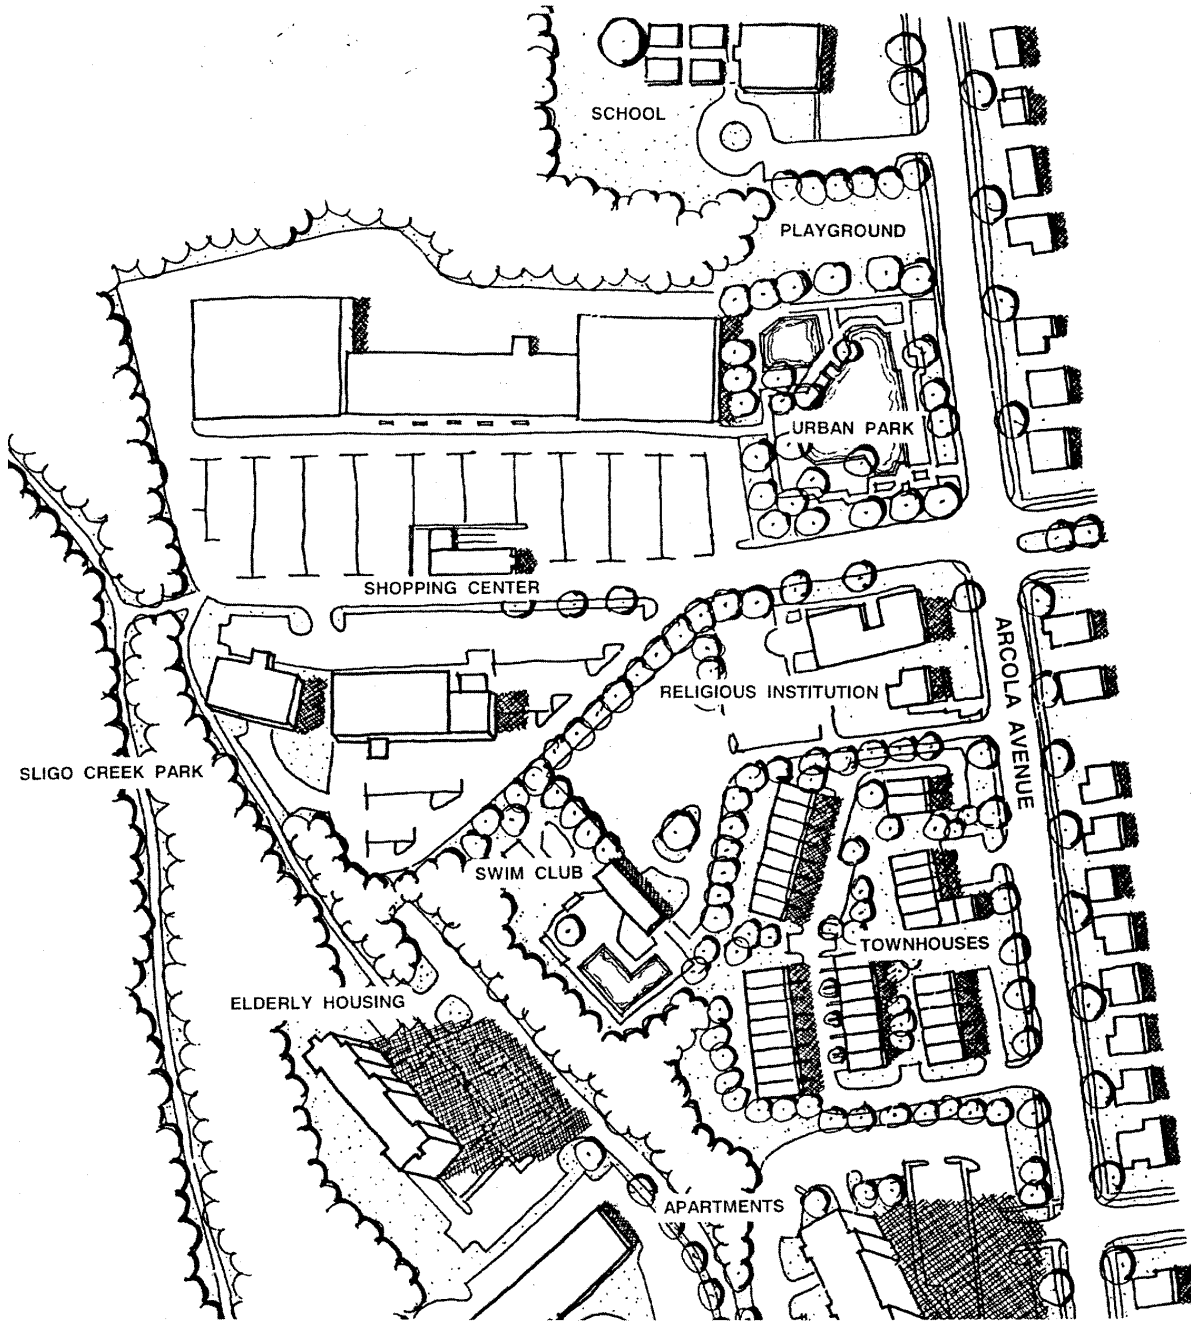 SCHOOL
PLAYGROUND
URBAN PARK
SHOPPING CENTER
ARCOLA AVENUE
RELIGIOUS INSTITUTION
SLIGO CREEK PARK
SWIM CLUB
TOWNHOUSES
ELDERLY HOUSING
APARTMENTS